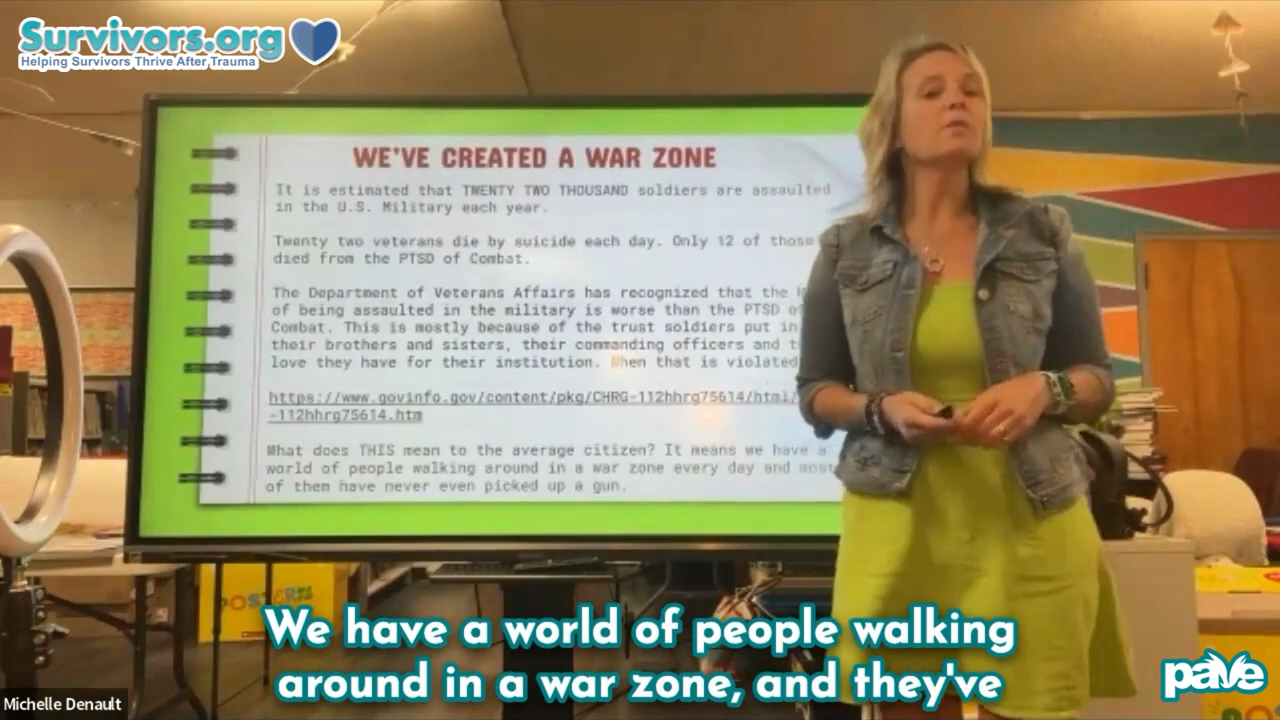 Survivors.org
Helping Survivors Thrive After Trauma
WE'VE CREATED A WAR ZONE
It is estimated that TWENTY TWO THOUSAND soldiers are assaulted
in the U.S. Military each year.
Twenty two veterans die by suicide each day. Only 12 of those
died from the PTSD of Combat.
The Department of Veterans Affairs has recognized that the
of being assaulted in the military is worse than the PTSD of
Combat. This is mostly because of the trust soldiers put in
their brothers and sisters, their commanding officers and
love they have for their institution. When that is violated
https://www.govinfo.gov/content/pkg/CHRG-112hhrg75614/html/
-112hhrg75614.htm
What does THIS mean to the average citizen? It means we have a
world of people walking around in a war zone every day and most
of them have never even picked up a gun.
We have a world of people walking
around in a war zone, and they've
Michelle Denault
pave